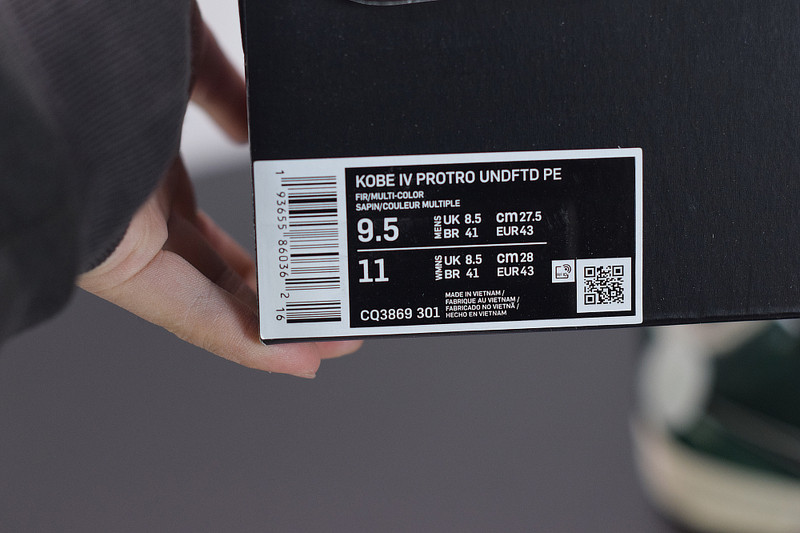 KOBE IV PROTRO UNDFTD PE
FIR/MULTI-COLOR
SAPIN/COULEUR MULTIPLE
9.5 MENS UK 8.5 cm 27.5
BR 41 EUR 43
11 WMNS UK 8.5 cm 28
BR 41 EUR 43
CQ3869 301
MADE IN VIETNAM /
FABRIQUE AU VIETNAM /
FABRICADO NO VIETNÃ /
HECHO EN VIETNAM
1 93655 86036 2 16